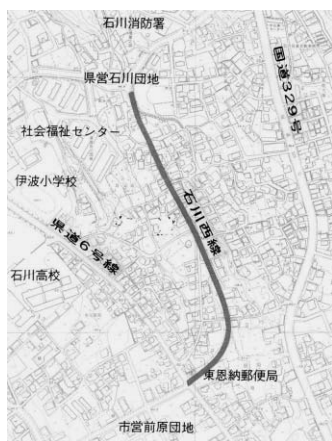 石川消防署
県営石川団地
国道329号
社会福祉センター
伊波小学校
石川西線
県道6号線
石川高校
東恩納郵便局
市営前原団地